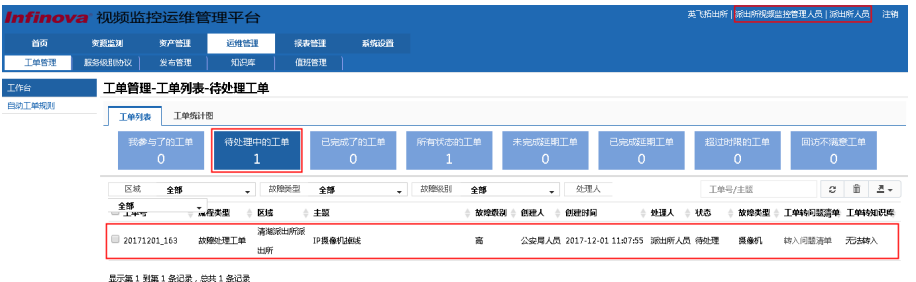 Infinova 视频监控运维管理平台
英飞拓出所 | 派出所视频监控管理人员 | 派出所人员 注销
首页 资源监测 资产管理 运维管理 报表管理 系统设置
工单管理 服务级别协议 发布管理 知识库 值班管理
工作台
自动工单规则
工单管理-工单列表-待处理工单
工单列表 工单统计图
我参与了的工单 待处理中的工单 已完成了的工单 所有状态的工单 未完成延期工单 已完成延期工单 超过时限的工单 回访不满意工单
0 1 0 1 0 0 0 0
区域 全部 故障类型 全部 故障级别 全部 处理人 工单号/主题
全部
工单号 流程类型 区域 主题 故障级别 创建人 创建时间 处理人 状态 故障类型 工单转问题清单 工单转知识库
20171201_163 故障处理工单 清湖派出所派出所 IP摄像机掉线 高 公安局人员 2017-12-01 11:07:55 派出所人员 待处理 摄像机 转入问题清单 无法转入
显示第 1 到第 1 条记录，总共 1 条记录